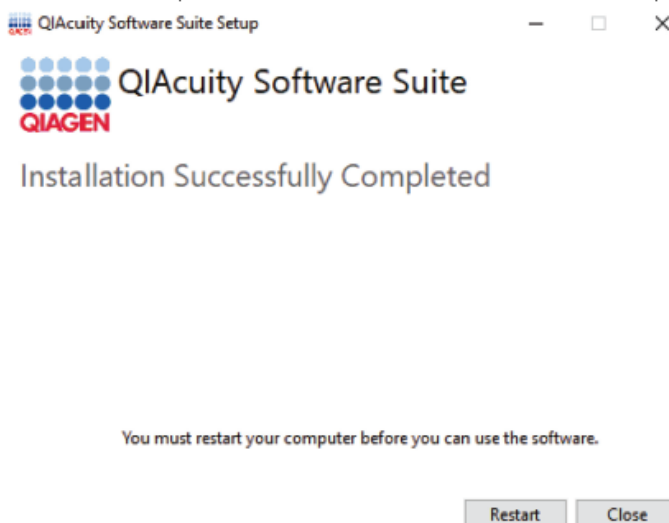 QIAcuity Software Suite Setup
QIAcuity Software Suite
QIAGEN
Installation Successfully Completed
You must restart your computer before you can use the software.
Restart
Close